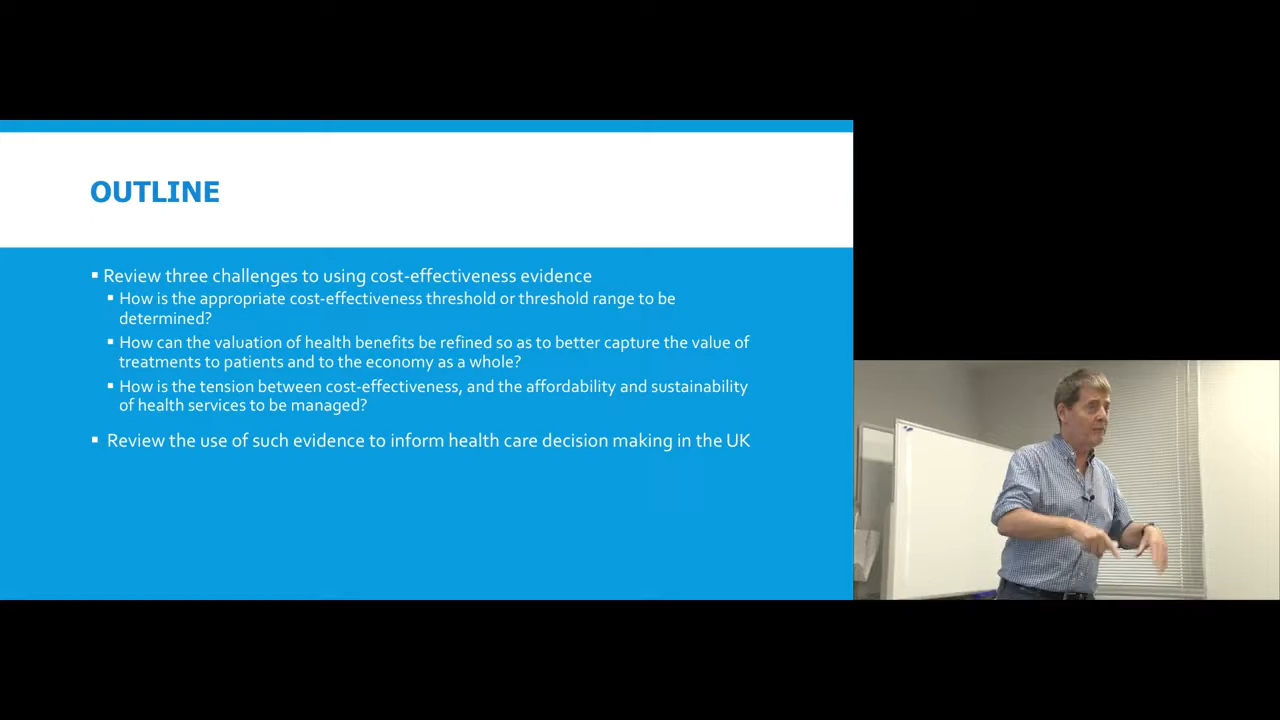 OUTLINE
▪ Review three challenges to using cost-effectiveness evidence
▪ How is the appropriate cost-effectiveness threshold or threshold range to be
determined?
▪ How can the valuation of health benefits be refined so as to better capture the value of
treatments to patients and to the economy as a whole?
▪ How is the tension between cost-effectiveness, and the affordability and sustainability
of health services to be managed?
▪ Review the use of such evidence to inform health care decision making in the UK